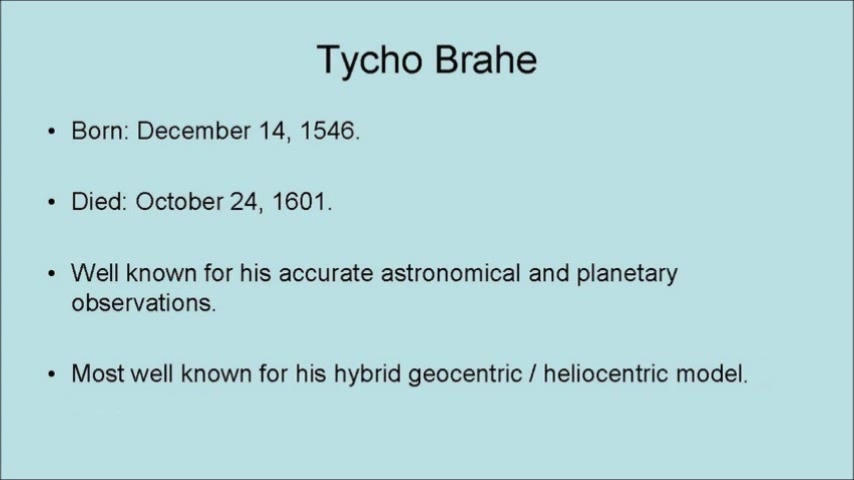 Tycho Brahe
• Born: December 14, 1546.
• Died: October 24, 1601.
• Well known for his accurate astronomical and planetary
observations.
• Most well known for his hybrid geocentric / heliocentric model.